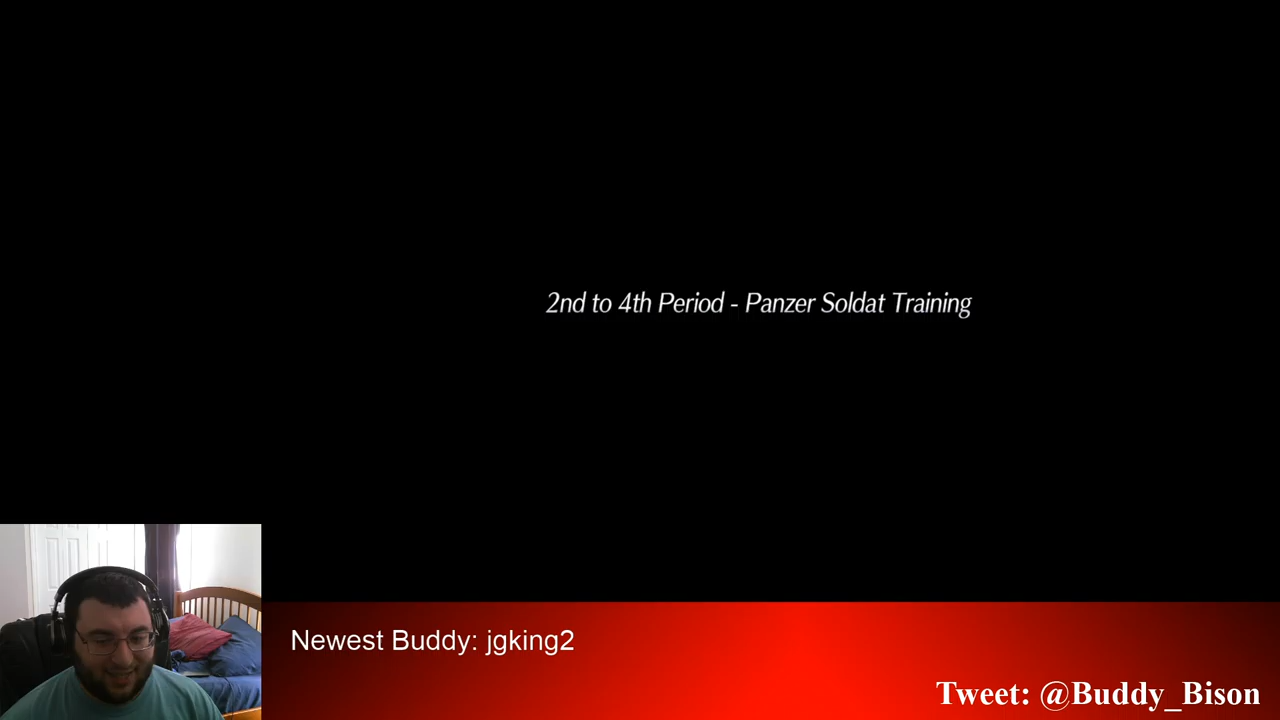 2nd to 4th Period - Panzer Soldat Training
Newest Buddy: jgking2
Tweet: @Buddy_Bison